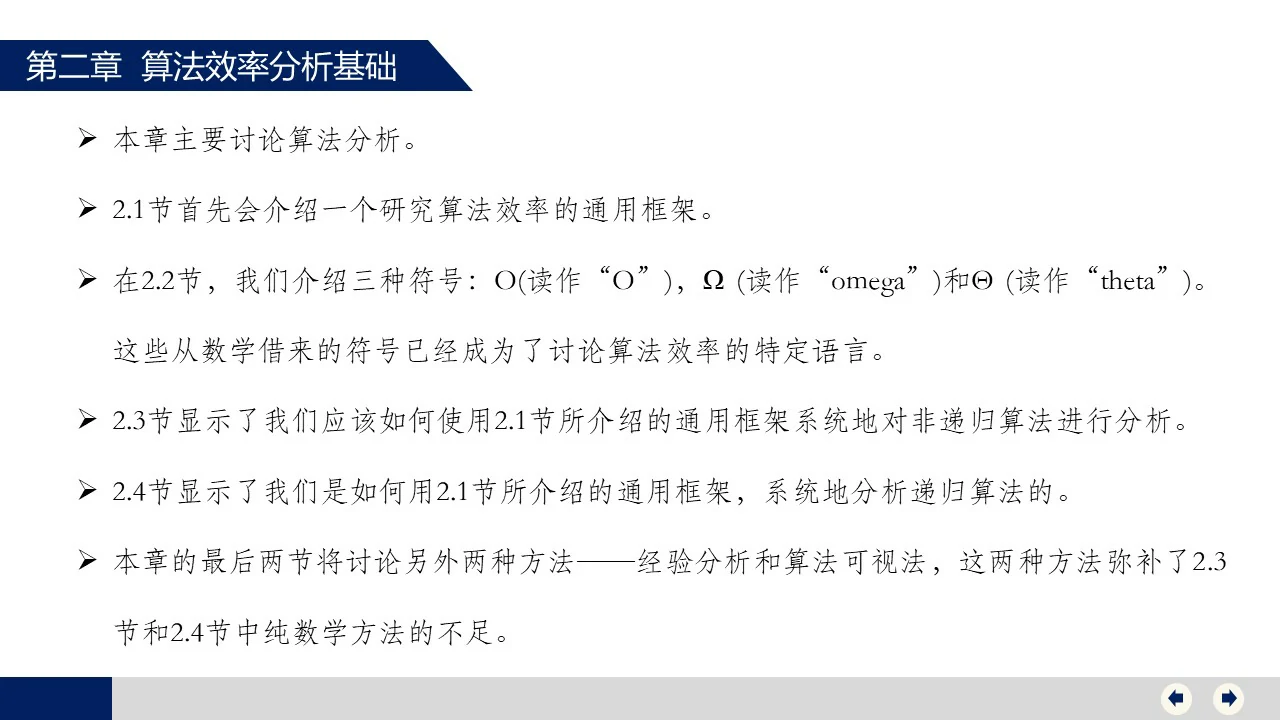 第二章 算法效率分析基础
本章主要讨论算法分析。
2.1节首先会介绍一个研究算法效率的通用框架。
在2.2节，我们介绍三种符号：O(读作“O”)，Ω (读作“omega”)和Θ (读作“theta”)。
这些从数学借来的符号已经成为了讨论算法效率的特定语言。
2.3节显示了我们应该如何使用2.1节所介绍的通用框架系统地对非递归算法进行分析。
2.4节显示了我们是如何用2.1节所介绍的通用框架，系统地分析递归算法的。
本章的最后两节将讨论另外两种方法——经验分析和算法可视法，这两种方法弥补了2.3
节和2.4节中纯数学方法的不足。